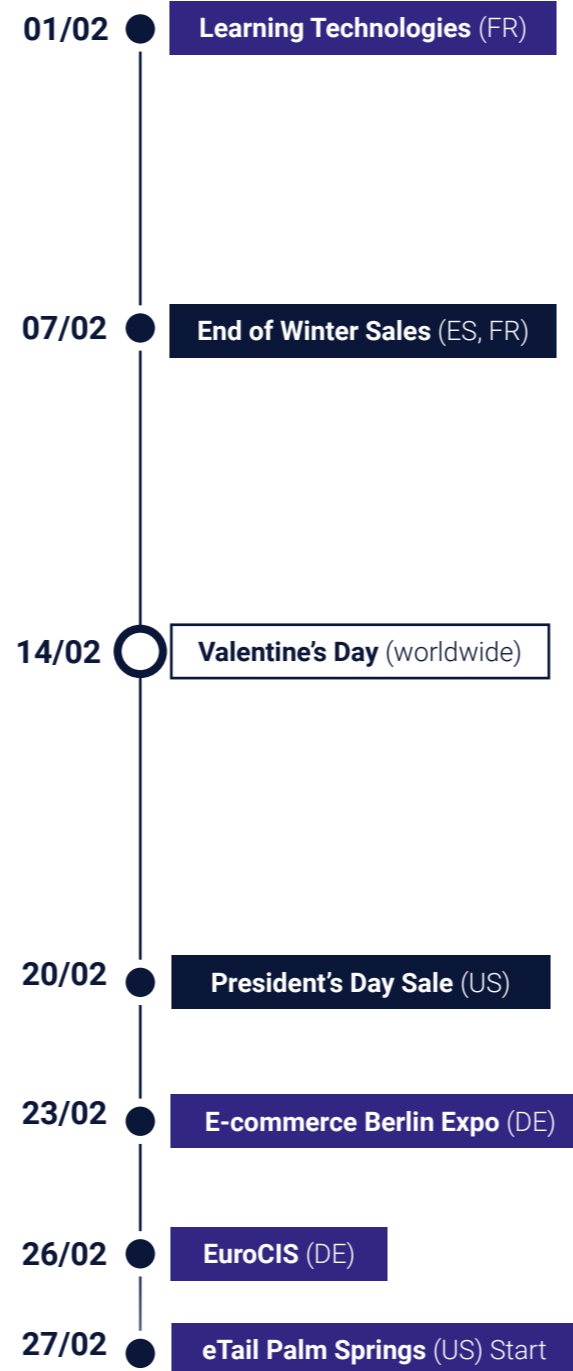 01/02 Learning Technologies (FR)
07/02 End of Winter Sales (ES, FR)
14/02 Valentine’s Day (worldwide)
20/02 President’s Day Sale (US)
23/02 E-commerce Berlin Expo (DE)
26/02 EuroCIS (DE)
27/02 eTail Palm Springs (US) Start